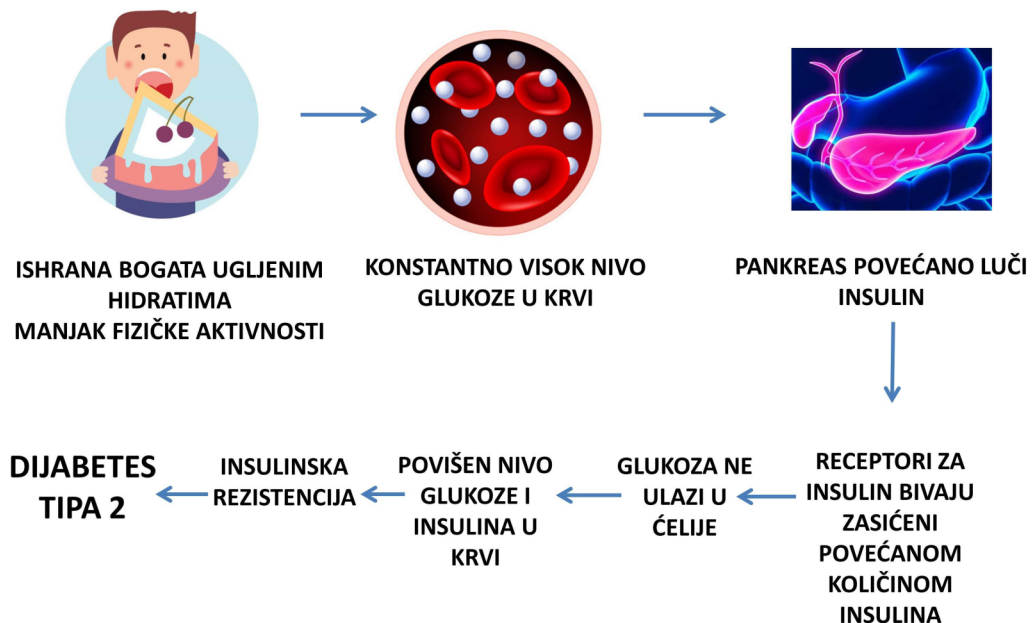 ISHRANA BOGATA UGLJENIM
HIDRATIMA
MANJAK FIZIČKE AKTIVNOSTI
KONSTANTNO VISOK NIVO
GLUKOZE U KRVI
PANKREAS POVEĆANO LUČI
INSULIN
RECEPTORI ZA
INSULIN BIVAJU
ZASIĆENI
POVEĆANOM
KOLIČINOM
INSULINA
GLUKOZA NE
ULAZI U
ĆELIJE
POVIŠEN NIVO
GLUKOZE I
INSULINA U
KRVI
INSULINSKA
REZISTENCIJA
DIJABETES
TIPA 2